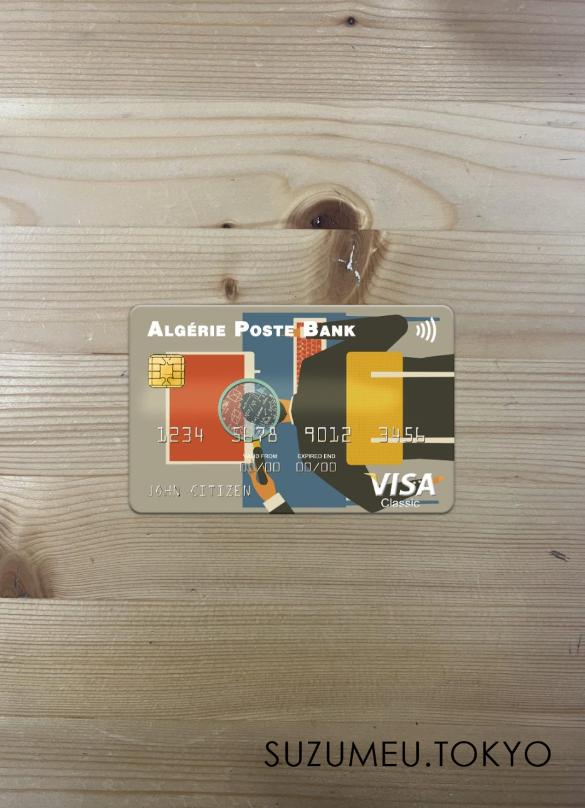 ALGÉRIE POSTE BANK
1234 5678 9012 3456
VALID FROM EXPIRED END
00/00 00/00
JOHN CITIZEN
VISA
Classic
SUZUMEU.TOKYO